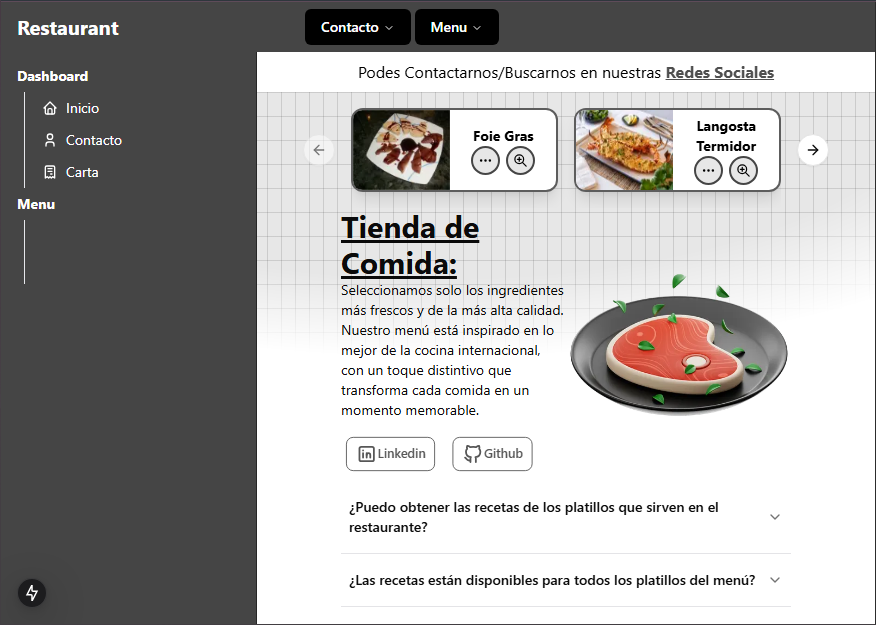 Restaurant
Dashboard
Inicio
Contacto
Carta
Menu
Contacto
Menu
Podes Contactarnos/Buscarnos en nuestras Redes Sociales
Foie Gras
Langosta
Termidor
Tienda de
Comida:
Seleccionamos solo los ingredientes
más frescos y de la más alta calidad.
Nuestro menú está inspirado en lo
mejor de la cocina internacional,
con un toque distintivo que
transforma cada comida en un
momento memorable.
Linkedin
Github
¿Puedo obtener las recetas de los platillos que sirven en el
restaurante?
¿Las recetas están disponibles para todos los platillos del menú?